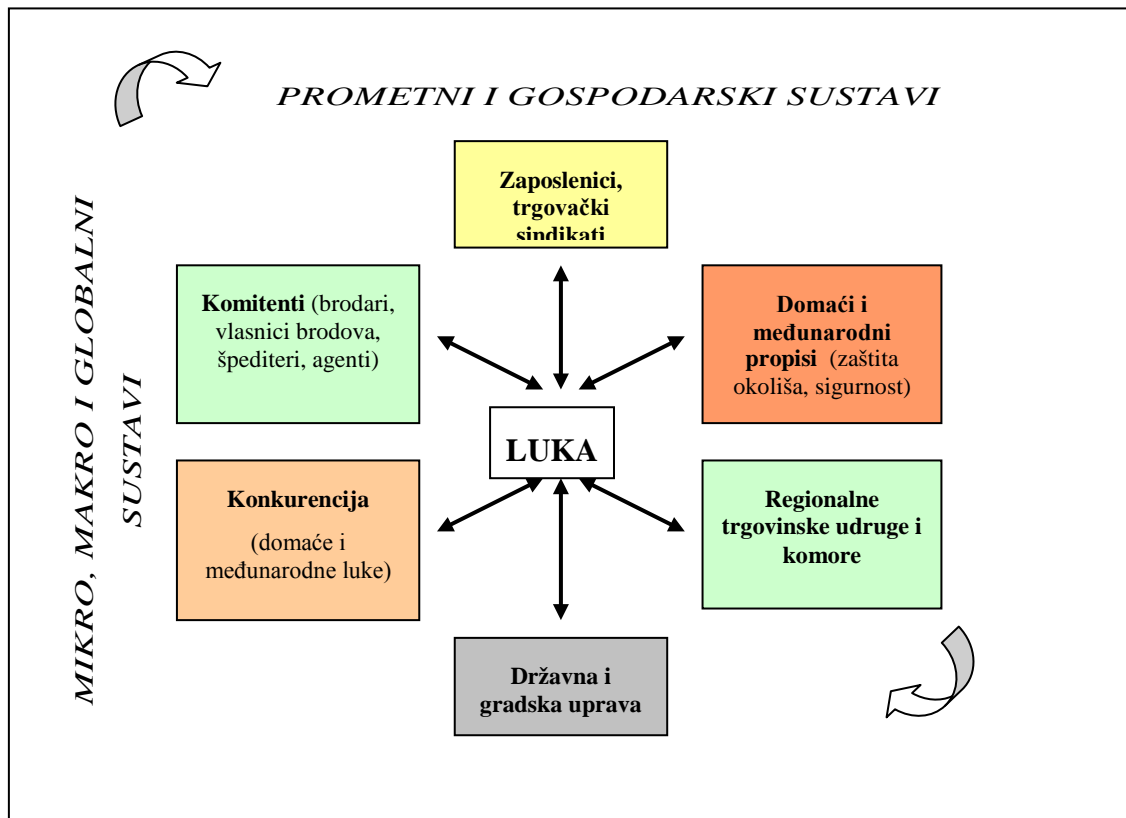 PROMETNI I GOSPODARSKI SUSTAVI
MIKRO, MAKRO I GLOBALNI
SUSTAVI
Zaposlenici,
trgovački
sindikati
Komitenti (brodari,
vlasnici brodova,
špediteri, agenti)
Domaći i
međunarodni
propisi (zaštita
okoliša, sigurnost)
LUKA
Konkurencija
(domaće i
međunarodne luke)
Regionalne
trgovinske udruge i
komore
Državna i
gradska uprava